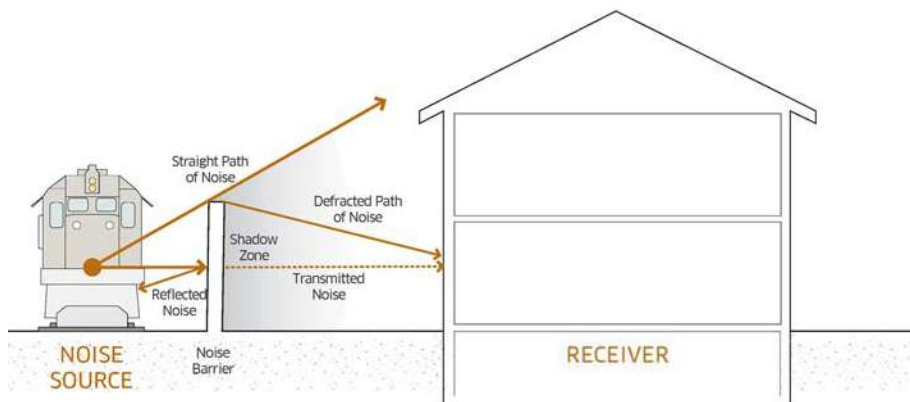 Straight Path
of Noise
Defracted Path
of Noise
Shadow
Zone
Transmitted
Noise
Reflected
Noise
NOISE
SOURCE
Noise
Barrier
RECEIVER